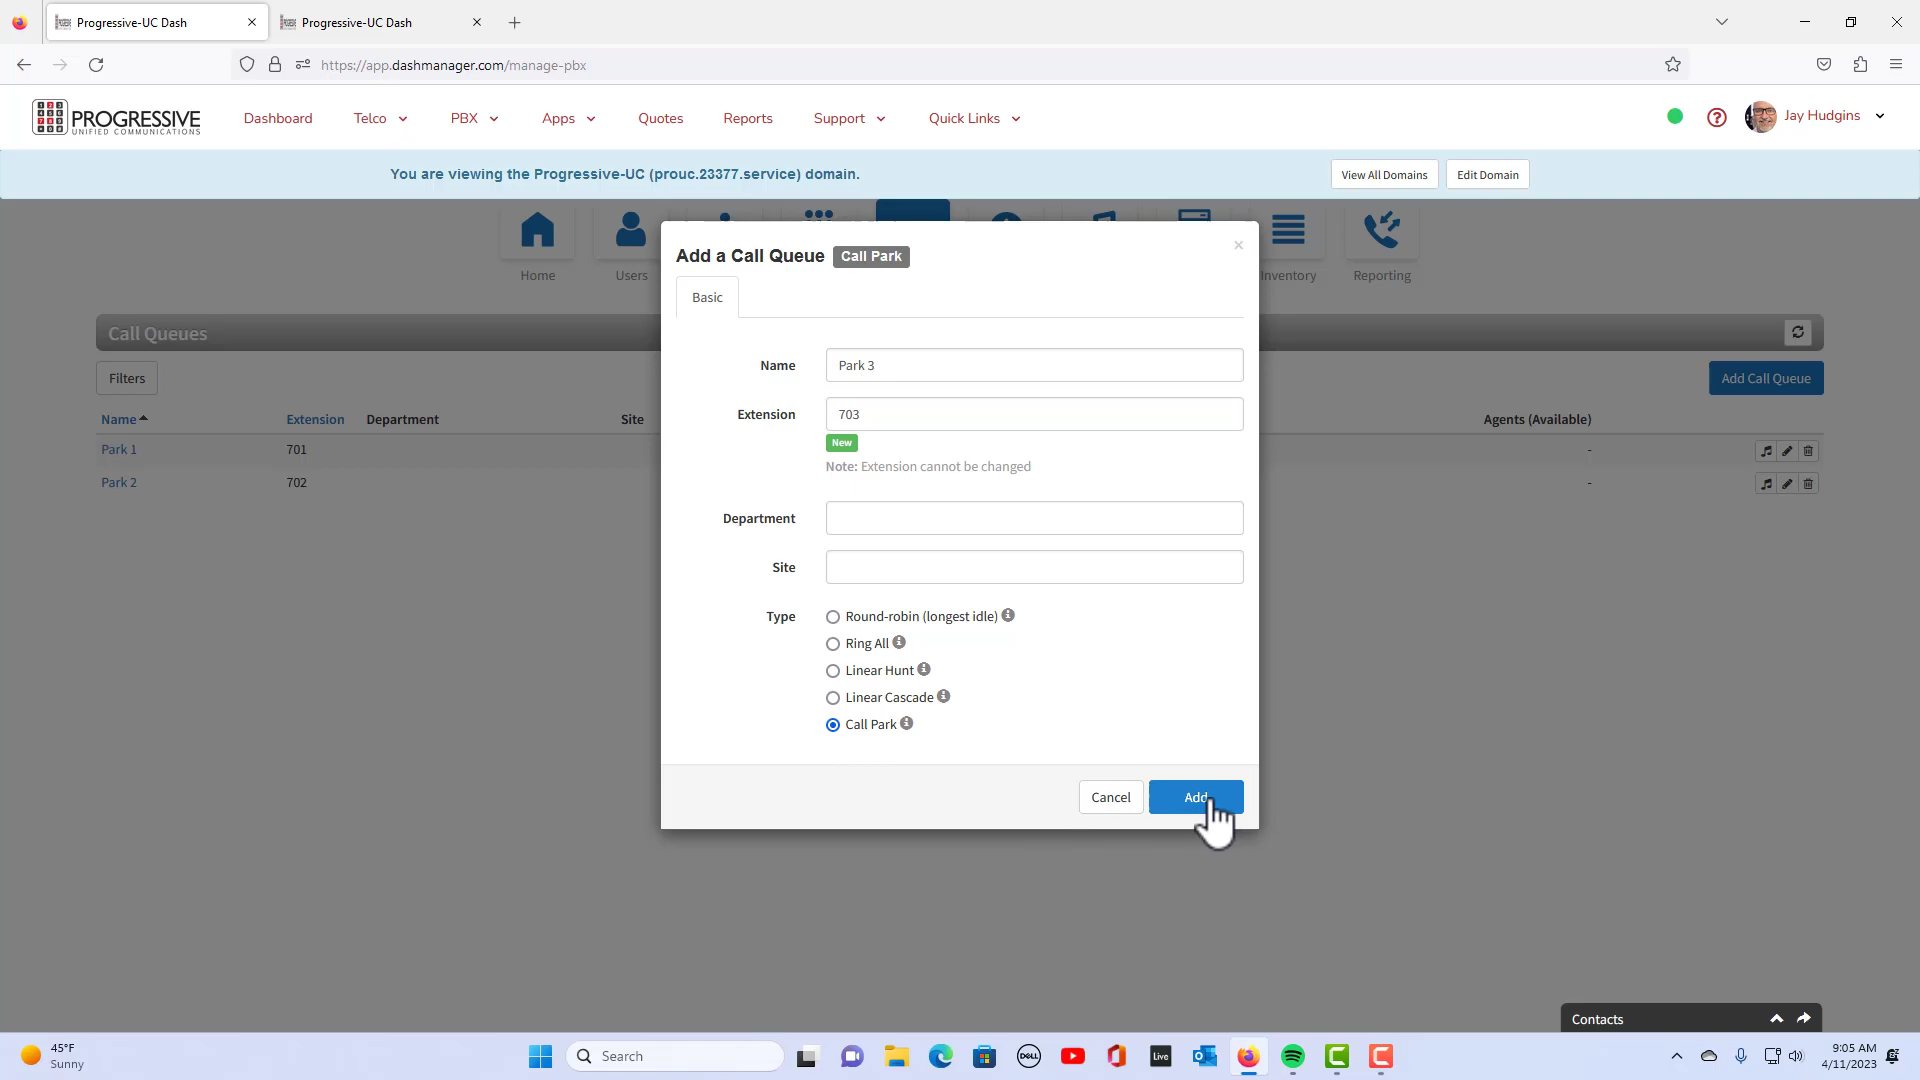 Progressive-UC Dash
Progressive-UC Dash
https://app.dashmanager.com/manage-pbx
PROGRESSIVE
UNIFIED COMMUNICATIONS
Dashboard
Telco
PBX
Apps
Quotes
Reports
Support
Quick Links
Jay Hudgins
You are viewing the Progressive-UC (prouc.23377.service) domain.
View All Domains
Edit Domain
Home
Users
Inventory
Reporting
Call Queues
Filters
Add Call Queue
Name
Extension
Department
Site
Agents (Available)
Park 1
701
-
Park 2
702
-
Add a Call Queue
Call Park
×
Basic
Name
Park 3
Extension
703
New
Note: Extension cannot be changed
Department
Site
Type
Round-robin (longest idle)
Ring All
Linear Hunt
Linear Cascade
Call Park
Cancel
Add
Contacts
45°F
Sunny
Search
DELL
Live
9:05 AM
4/11/2023